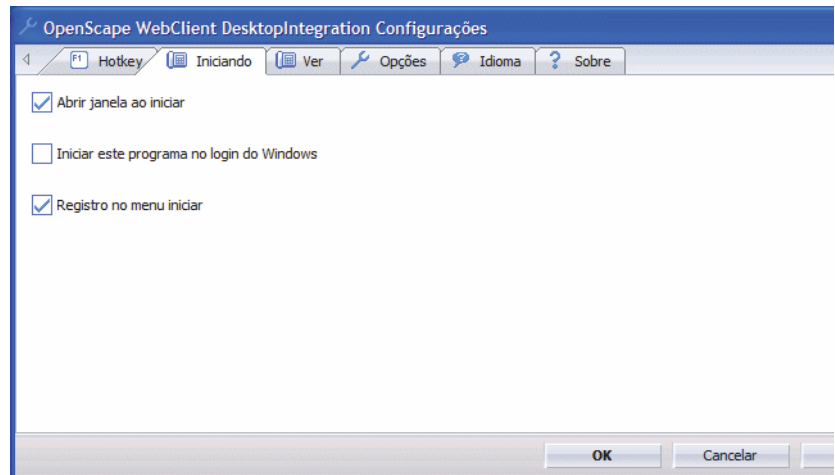 OpenScape WebClient DesktopIntegration Configurações
F1 Hotkey Iniciando Ver Opções Idioma ? Sobre
Abrir janela ao iniciar
Iniciar este programa no login do Windows
Registro no menu iniciar
OK Cancelar